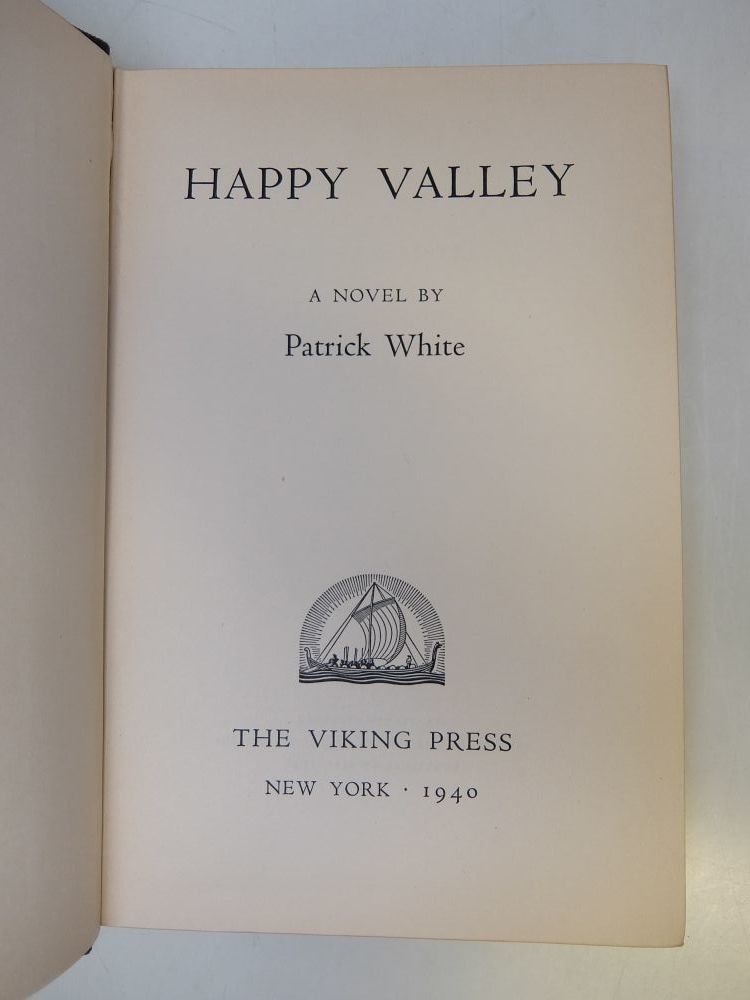 HAPPY VALLEY
A NOVEL BY
Patrick White
THE VIKING PRESS
NEW YORK · 1940